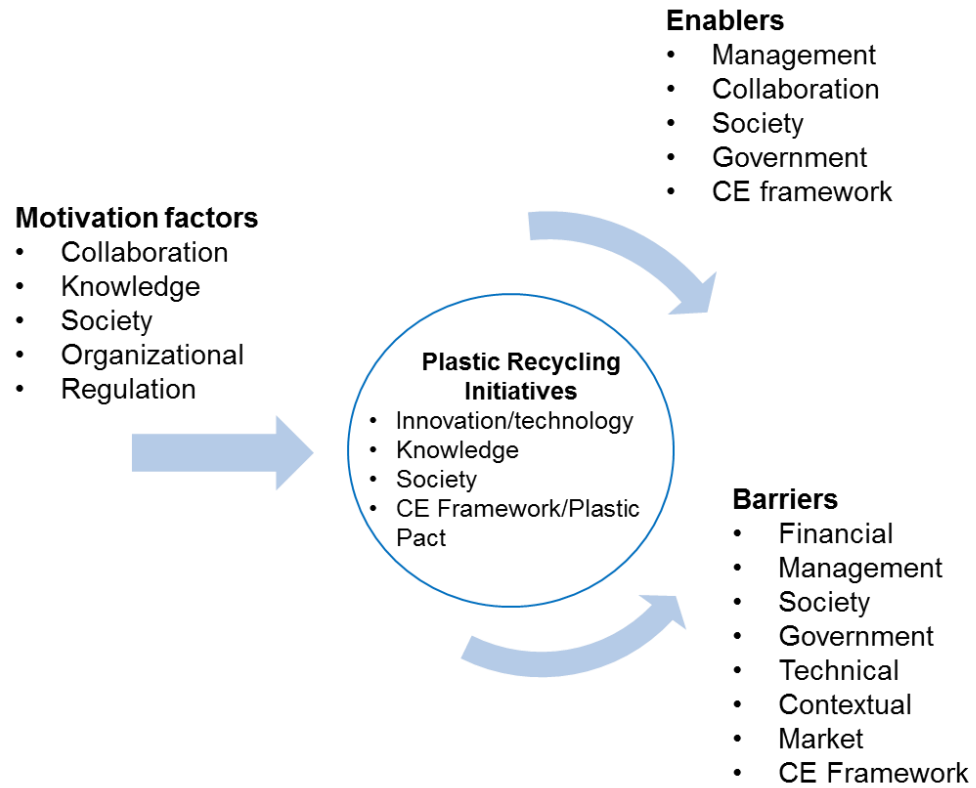 Enablers
• Management
• Collaboration
• Society
• Government
• CE framework
Motivation factors
• Collaboration
• Knowledge
• Society
• Organizational
• Regulation
Plastic Recycling
Initiatives
• Innovation/technology
• Knowledge
• Society
• CE Framework/Plastic
Pact
Barriers
• Financial
• Management
• Society
• Government
• Technical
• Contextual
• Market
• CE Framework